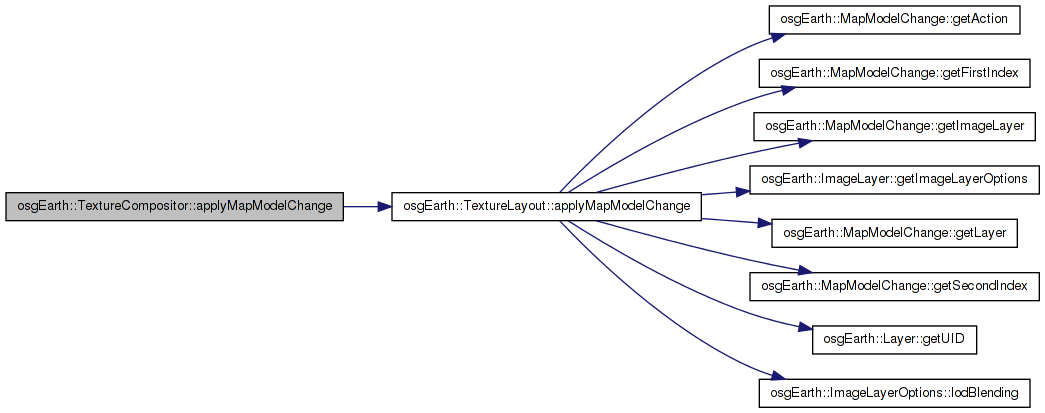 osgEarth::MapModelChange::getAction
osgEarth::MapModelChange::getFirstIndex
osgEarth::MapModelChange::getImageLayer
osgEarth::ImageLayer::getImageLayerOptions
osgEarth::TextureCompositor::applyMapModelChange
osgEarth::TextureLayout::applyMapModelChange
osgEarth::MapModelChange::getLayer
osgEarth::MapModelChange::getSecondIndex
osgEarth::Layer::getUID
osgEarth::ImageLayerOptions::lodBlending